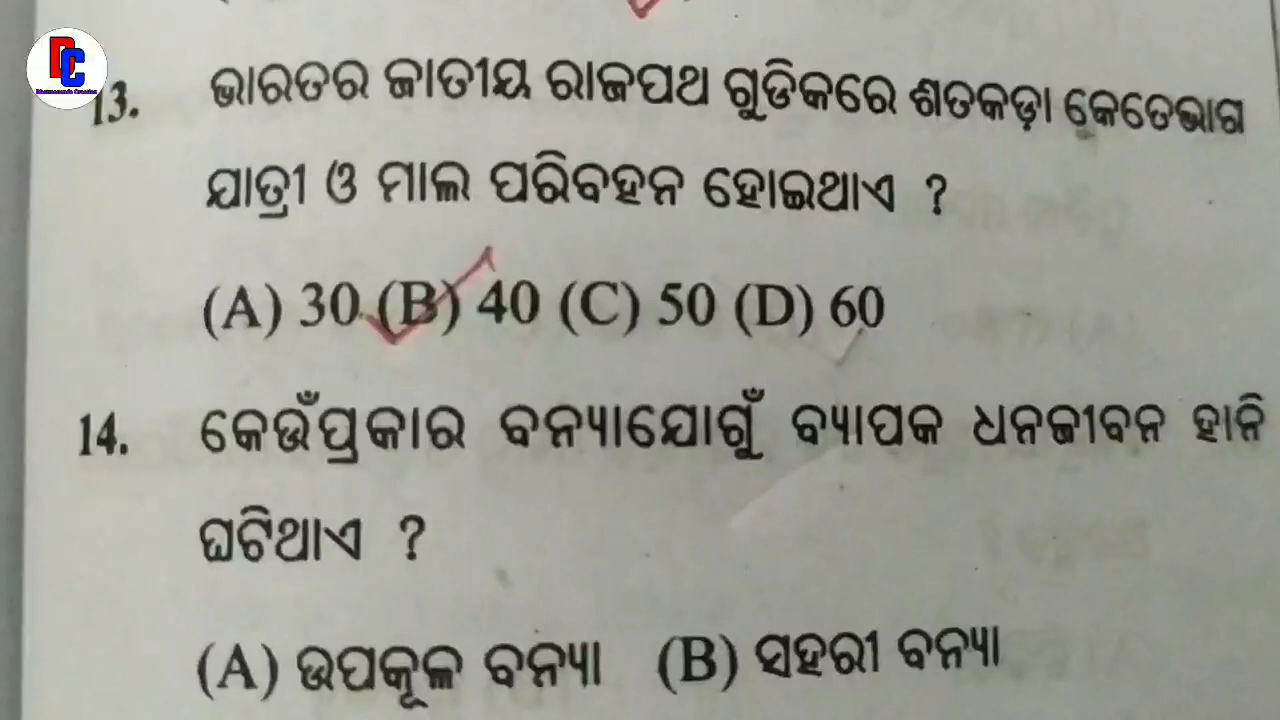 DC
13. ଭାରତର ଜାତୀୟ ରାଜପଥ ଗୁଡିକରେ ଶତକଡ଼ା କେତେଭାଗ
ଯାତ୍ରୀ ଓ ମାଲ ପରିବହନ ହୋଇଥାଏ ?
(A) 30 (B) 40 (C) 50 (D) 60
14. କେଉଁପ୍ରକାର ବନ୍ୟାଯୋଗୁଁ ବ୍ୟାପକ ଧନଜୀବନ ହାନି
ଘଟିଥାଏ ?
(A) ଉପକୂଳ ବନ୍ୟା (B) ସହରୀ ବନ୍ୟା